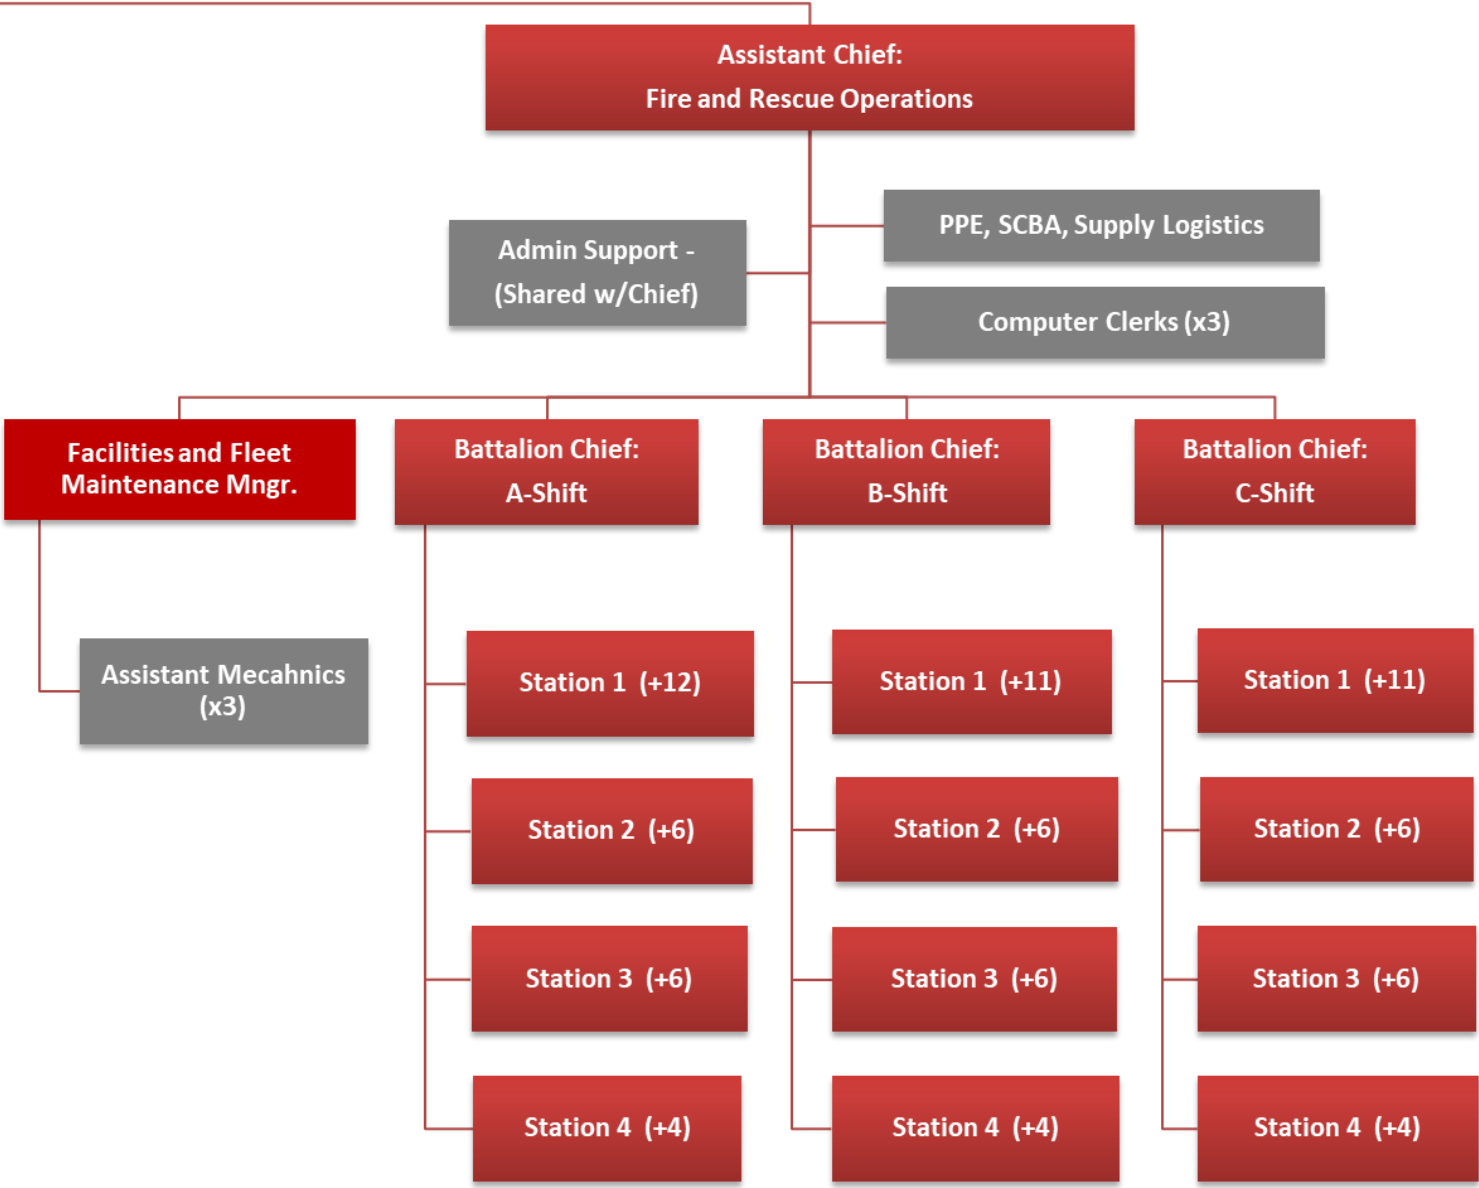 Assistant Chief:
Fire and Rescue Operations
PPE, SCBA, Supply Logistics
Admin Support -
(Shared w/Chief)
Computer Clerks (x3)
Facilities and Fleet
Maintenance Mngr.
Battalion Chief:
A-Shift
Battalion Chief:
B-Shift
Battalion Chief:
C-Shift
Assistant Mecahnics
(x3)
Station 1 (+12)
Station 1 (+11)
Station 1 (+11)
Station 2 (+6)
Station 2 (+6)
Station 2 (+6)
Station 3 (+6)
Station 3 (+6)
Station 3 (+6)
Station 4 (+4)
Station 4 (+4)
Station 4 (+4)